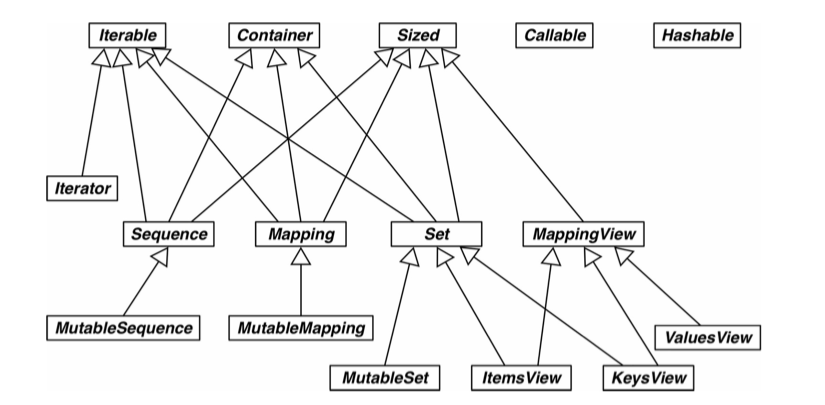 Iterable
Container
Sized
Callable
Hashable
Iterator
Sequence
Mapping
Set
MappingView
MutableSequence
MutableMapping
ValuesView
MutableSet
ItemsView
KeysView